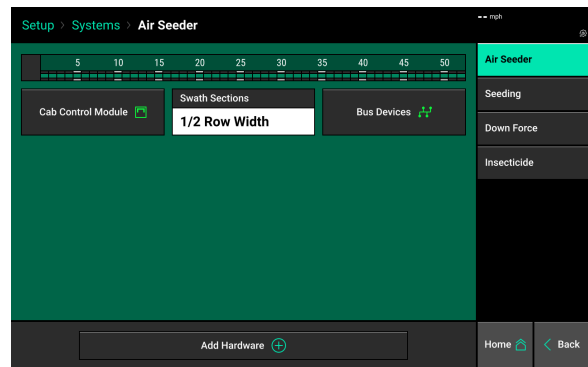 Setup > Systems > Air Seeder
-- mph
5 10 15 20 25 30 35 40 45 50
Cab Control Module
Swath Sections
1/2 Row Width
Bus Devices
Air Seeder
Seeding
Down Force
Insecticide
Add Hardware
Home
< Back